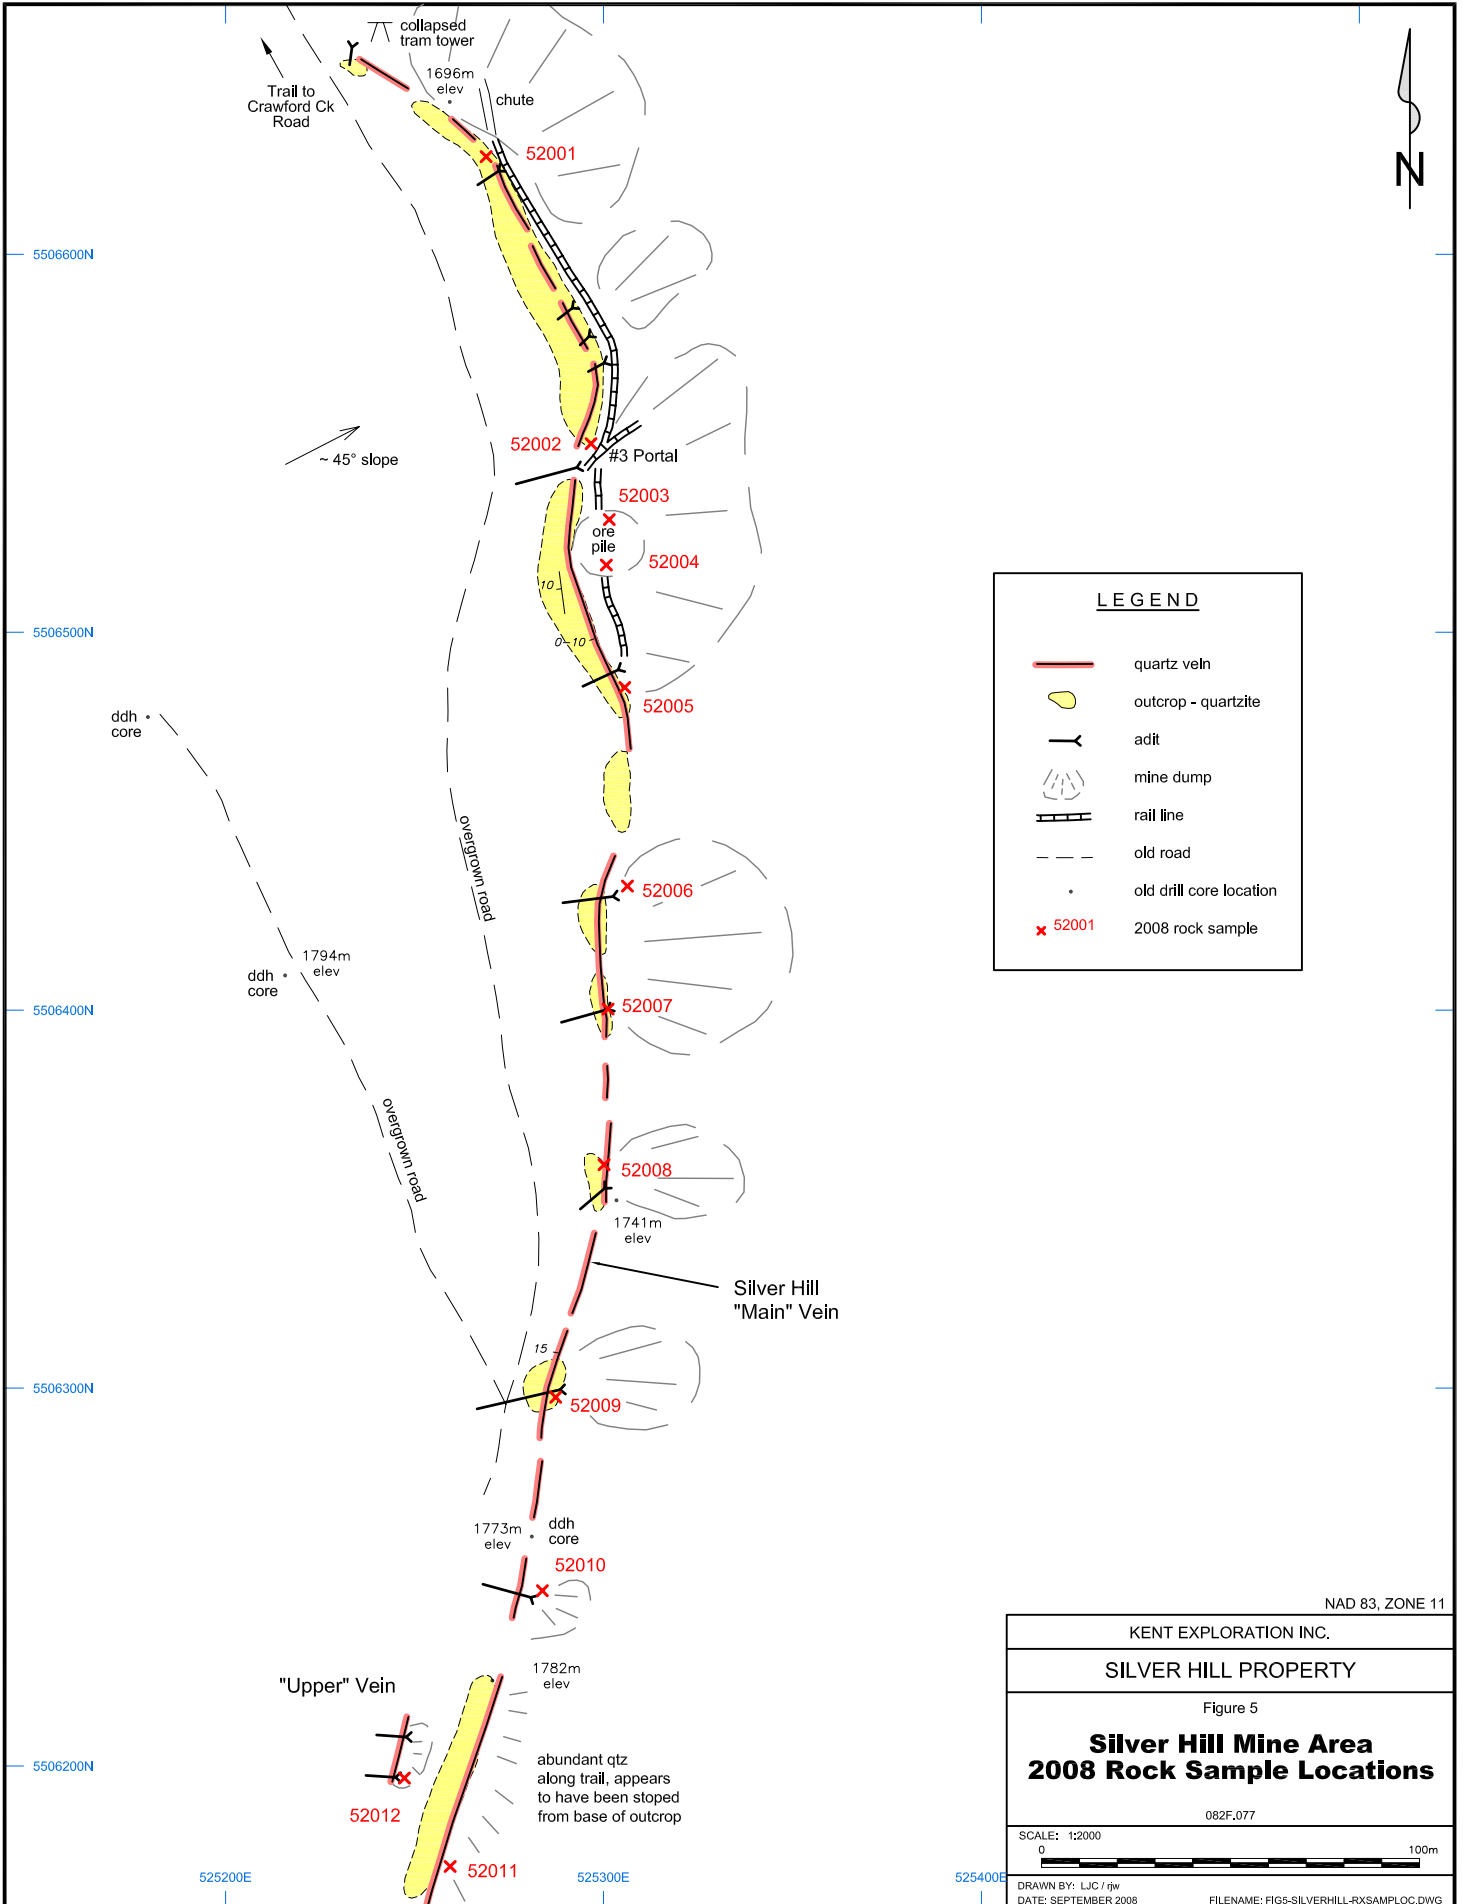 collapsed
tram tower
1696m
elev
chute
Trail to
Crawford Ck
Road
52001
N
5506600N
~ 45° slope
52002
#3 Portal
52003
ore
pile
52004
10
0-10
5506500N
52005
ddh
core
overgrown road
LEGEND
quartz vein
outcrop - quartzite
adit
mine dump
rail line
old road
old drill core location
52001
2008 rock sample
52006
1794m
elev
ddh
core
5506400N
52007
overgrown road
52008
1741m
elev
Silver Hill
"Main" Vein
15
5506300N
52009
1773m
elev
ddh
core
52010
1782m
elev
"Upper" Vein
5506200N
52012
abundant qtz
along trail, appears
to have been stoped
from base of outcrop
52011
525200E
525300E
525400E
NAD 83, ZONE 11
KENT EXPLORATION INC.
SILVER HILL PROPERTY
Figure 5
Silver Hill Mine Area
2008 Rock Sample Locations
082F.077
SCALE: 1:2000
0 100m
DRAWN BY: LJC / rjw
DATE: SEPTEMBER 2008
FILENAME: FIG5-SILVERHILL-RXSAMPLOC.DWG